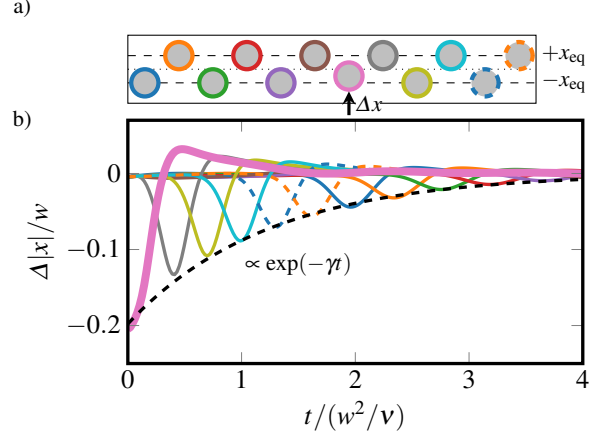 a)
+x_eq
−x_eq
Δx
b)
0
−0.1
−0.2
Δ|x|/w
∝ exp(−γt)
0 1 2 3 4
t/(w²/ν)